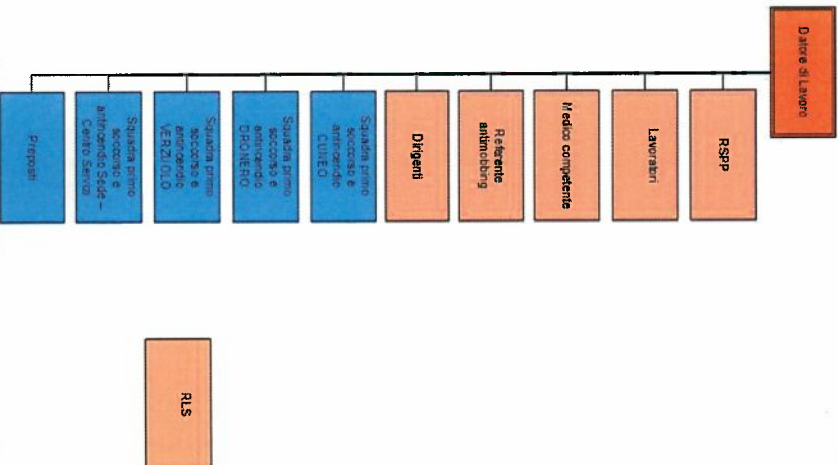 Datore di Lavoro
RSPP
Lavoratori
Medico competente
Referente
antimobbing
Dirigenti
Squadra primo
soccorso e
antincendio
CUNEO
Squadra primo
soccorso e
antincendio
DRONERO
Squadra primo
soccorso e
antincendio
VERZUOLO
Squadra primo
soccorso e
antincendio Sede –
Centro Servizi
Preposti
RLS